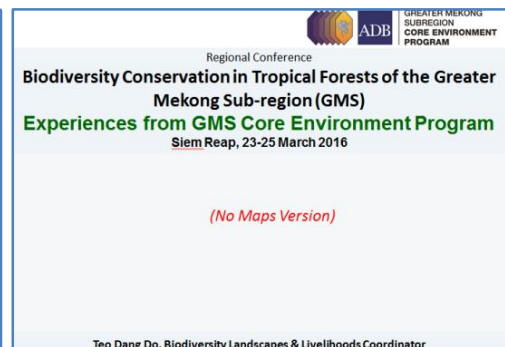 ADB
GREATER MEKONG
SUBREGION
CORE ENVIRONMENT
PROGRAM
Regional Conference
Biodiversity Conservation in Tropical Forests of the Greater
Mekong Sub-region (GMS)
Experiences from GMS Core Environment Program
Siem Reap, 23-25 March 2016
(No Maps Version)
Teo Dang Do, Biodiversity Landscapes & Livelihoods Coordinator